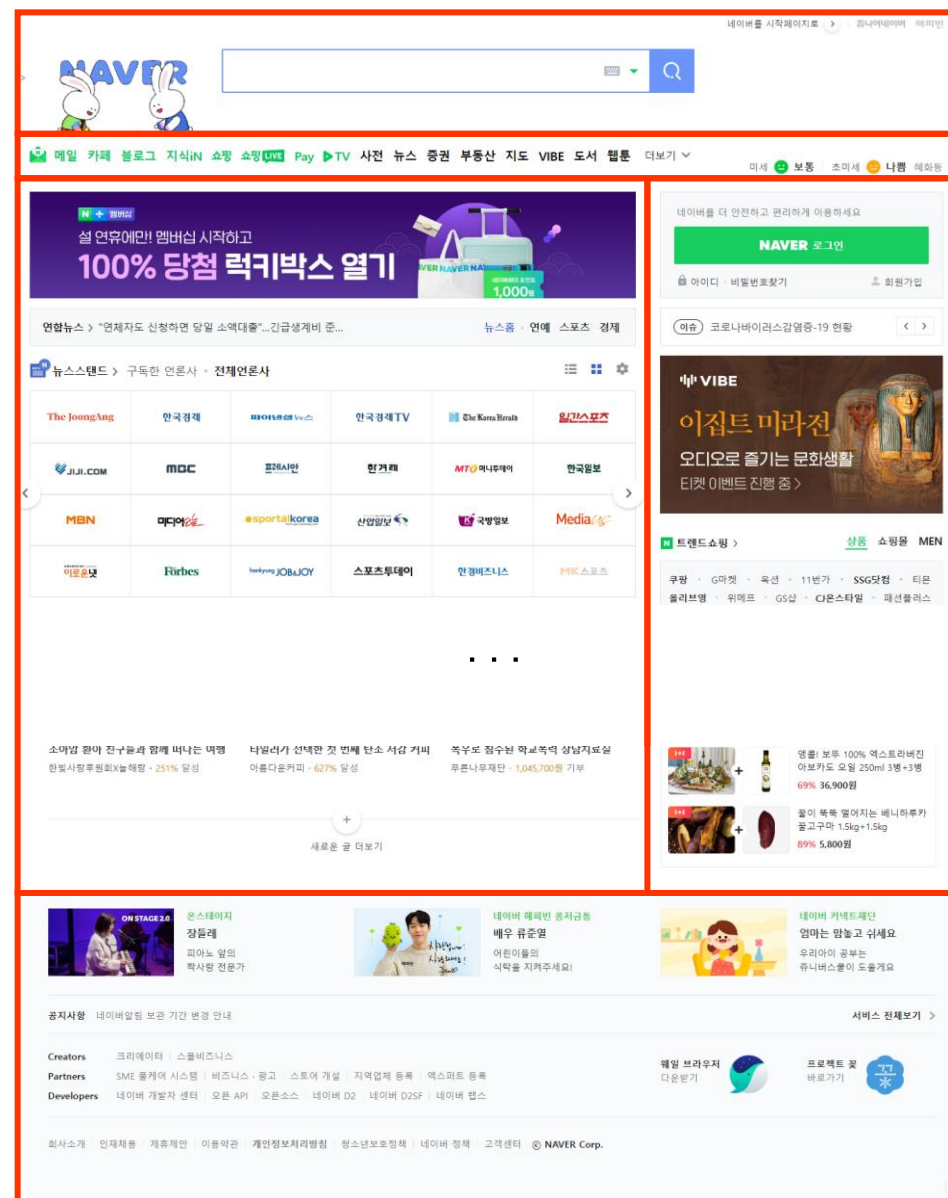 네이버를 시작페이지로 쥬니어네이버 해피빈
NAVER
메일 카페 블로그 지식iN 쇼핑 쇼핑LIVE Pay TV 사전 뉴스 증권 부동산 지도 VIBE 도서 웹툰 더보기
미세 보통 초미세 나쁨 혜화동
N + 멤버십
설 연휴에만! 멤버십 시작하고
100% 당첨 럭키박스 열기
NAVER NAVER
1,000원
연합뉴스 > "연체자도 신청하면 당일 소액대출"...긴급생계비 준... 뉴스홈 · 연예 스포츠 경제
뉴스스탠드 > 구독한 언론사 · 전체언론사
The JoongAng 한국경제 파이낸셜뉴스 한국경제TV The Korea Herald 일간스포츠
JIJI.COM MBC 프레시안 한겨레 MTN 머니투데이 한국일보
MBN 미디어오늘 sportalkorea 산업일보 국방일보 Media
이로운넷 Forbes hankyung JOB&JOY 스포츠투데이 한경비즈니스 MK스포츠
...
소아암 환아 친구들과 함께 떠나는 여행 타일러가 선택한 첫 번째 탄소 저감 커피 폭우로 침수된 학교폭력 상담치료실
한빛사랑후원회X늘해랑 · 251% 달성 아름다운커피 · 627% 달성 푸른나무재단 · 1,045,700원 기부
새로운 글 더보기
네이버를 더 안전하고 편리하게 이용하세요
NAVER 로그인
아이디 · 비밀번호찾기 회원가입
이슈 코로나바이러스감염증-19 현황
VIBE
이집트 미라전
오디오로 즐기는 문화생활
티켓 이벤트 진행 중 >
N 트렌드쇼핑 > 상품 쇼핑몰 MEN
쿠팡 · G마켓 · 옥션 · 11번가 · SSG닷컴 · 티몬
올리브영 · 위메프 · GS샵 · CJ온스타일 · 패션플러스
1+1
앵콜! 보뚜 100% 엑스트라버진
아보카도 오일 250ml 3병+3병
69% 36,900원
1+1
꿀이 뚝뚝 떨어지는 베니하루카
꿀고구마 1.5kg+1.5kg
89% 5,800원
ON STAGE 2.0
온스테이지
장들레
피아노 앞의
짝사랑 전문가
네이버 해피빈 콩저금통
배우 류준열
어린이들의
식탁을 지켜주세요!
네이버 커넥트재단
엄마는 맘놓고 쉬세요
우리아이 공부는
쥬니버스쿨이 도울게요
공지사항 네이버알림 보관 기간 변경 안내 서비스 전체보기 >
Creators 크리에이터 | 스몰비즈니스
Partners SME 풀케어 시스템 | 비즈니스 · 광고 | 스토어 개설 | 지역업체 등록 | 엑스퍼트 등록
Developers 네이버 개발자 센터 | 오픈 API | 오픈소스 | 네이버 D2 | 네이버 D2SF | 네이버 랩스
웨일 브라우저
다운받기
프로젝트 꽃
바로가기
회사소개 | 인재채용 | 제휴제안 | 이용약관 | 개인정보처리방침 | 청소년보호정책 | 네이버 정책 | 고객센터 ⓒ NAVER Corp.